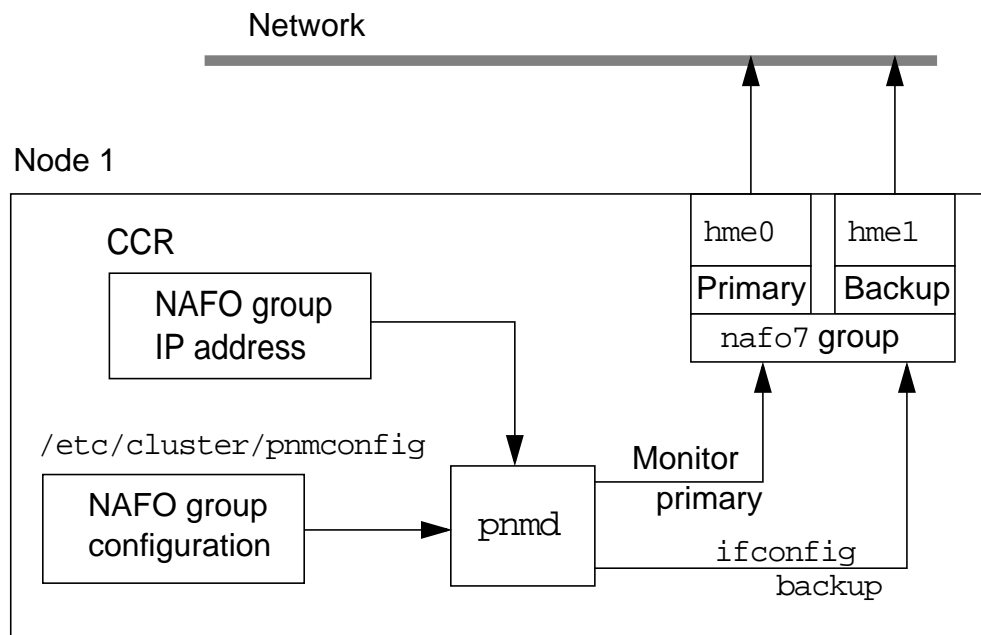 Network
Node 1
hme0
hme1
Primary
Backup
nafo7 group
CCR
NAFO group
IP address
/etc/cluster/pnmconfig
NAFO group
configuration
pnmd
Monitor
primary
ifconfig
backup